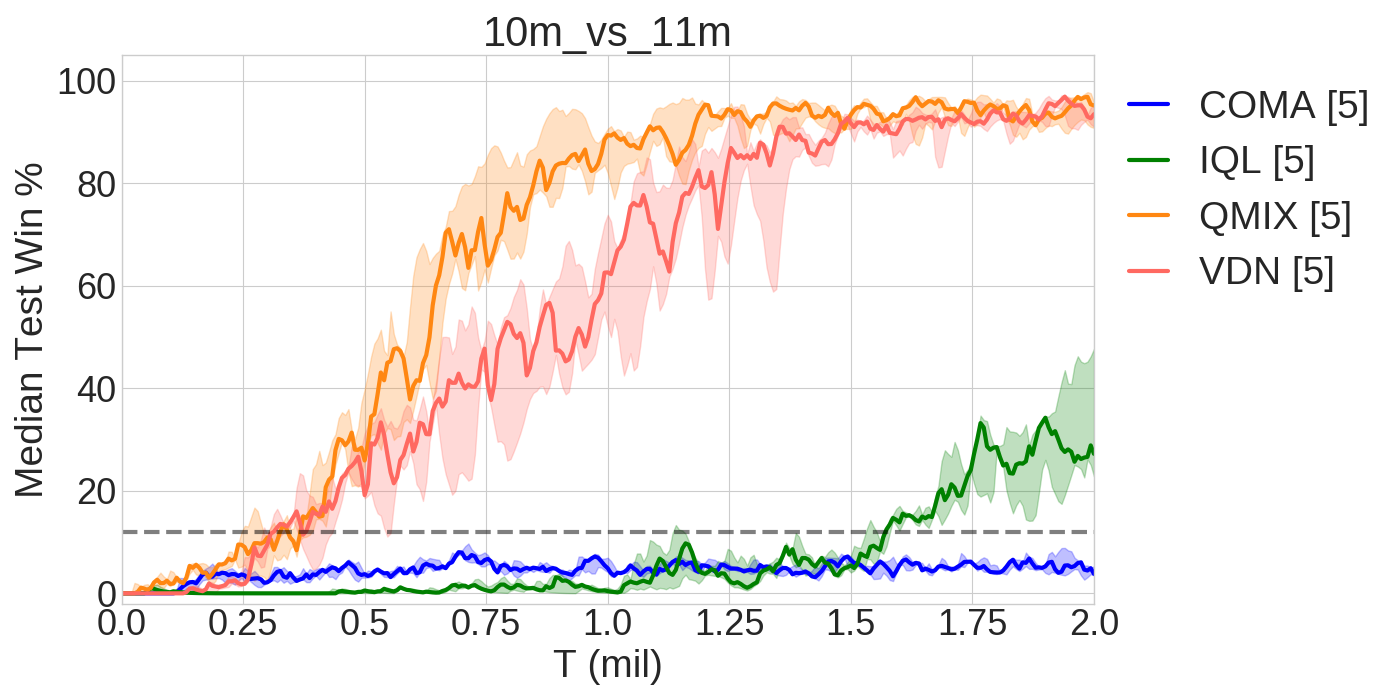 10m_vs_11m
Median Test Win %
100
80
60
40
20
0
0.0 0.25 0.5 0.75 1.0 1.25 1.5 1.75 2.0
T (mil)
COMA [5]
IQL [5]
QMIX [5]
VDN [5]